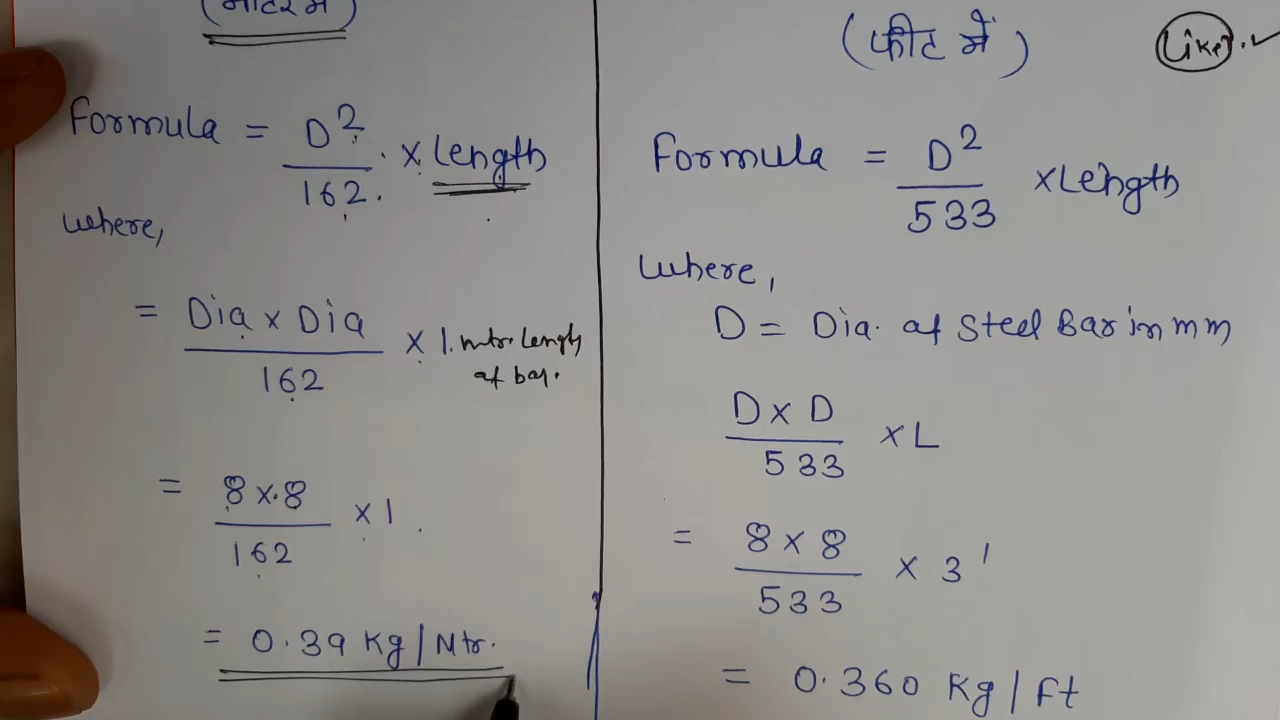 (मीटर में)
Formula = D²/162 × Length
where,
= Dia × Dia/162 × 1. mtr. Length
of bar.
= 8×8/162 × 1
= 0.39 Kg/Mtr.
(फीट में)
Like
Formula = D²/533 × Length
where,
D = Dia. of Steel Bar in mm
D×D/533 × L
= 8×8/533 × 3'
= 0.360 Kg/Ft